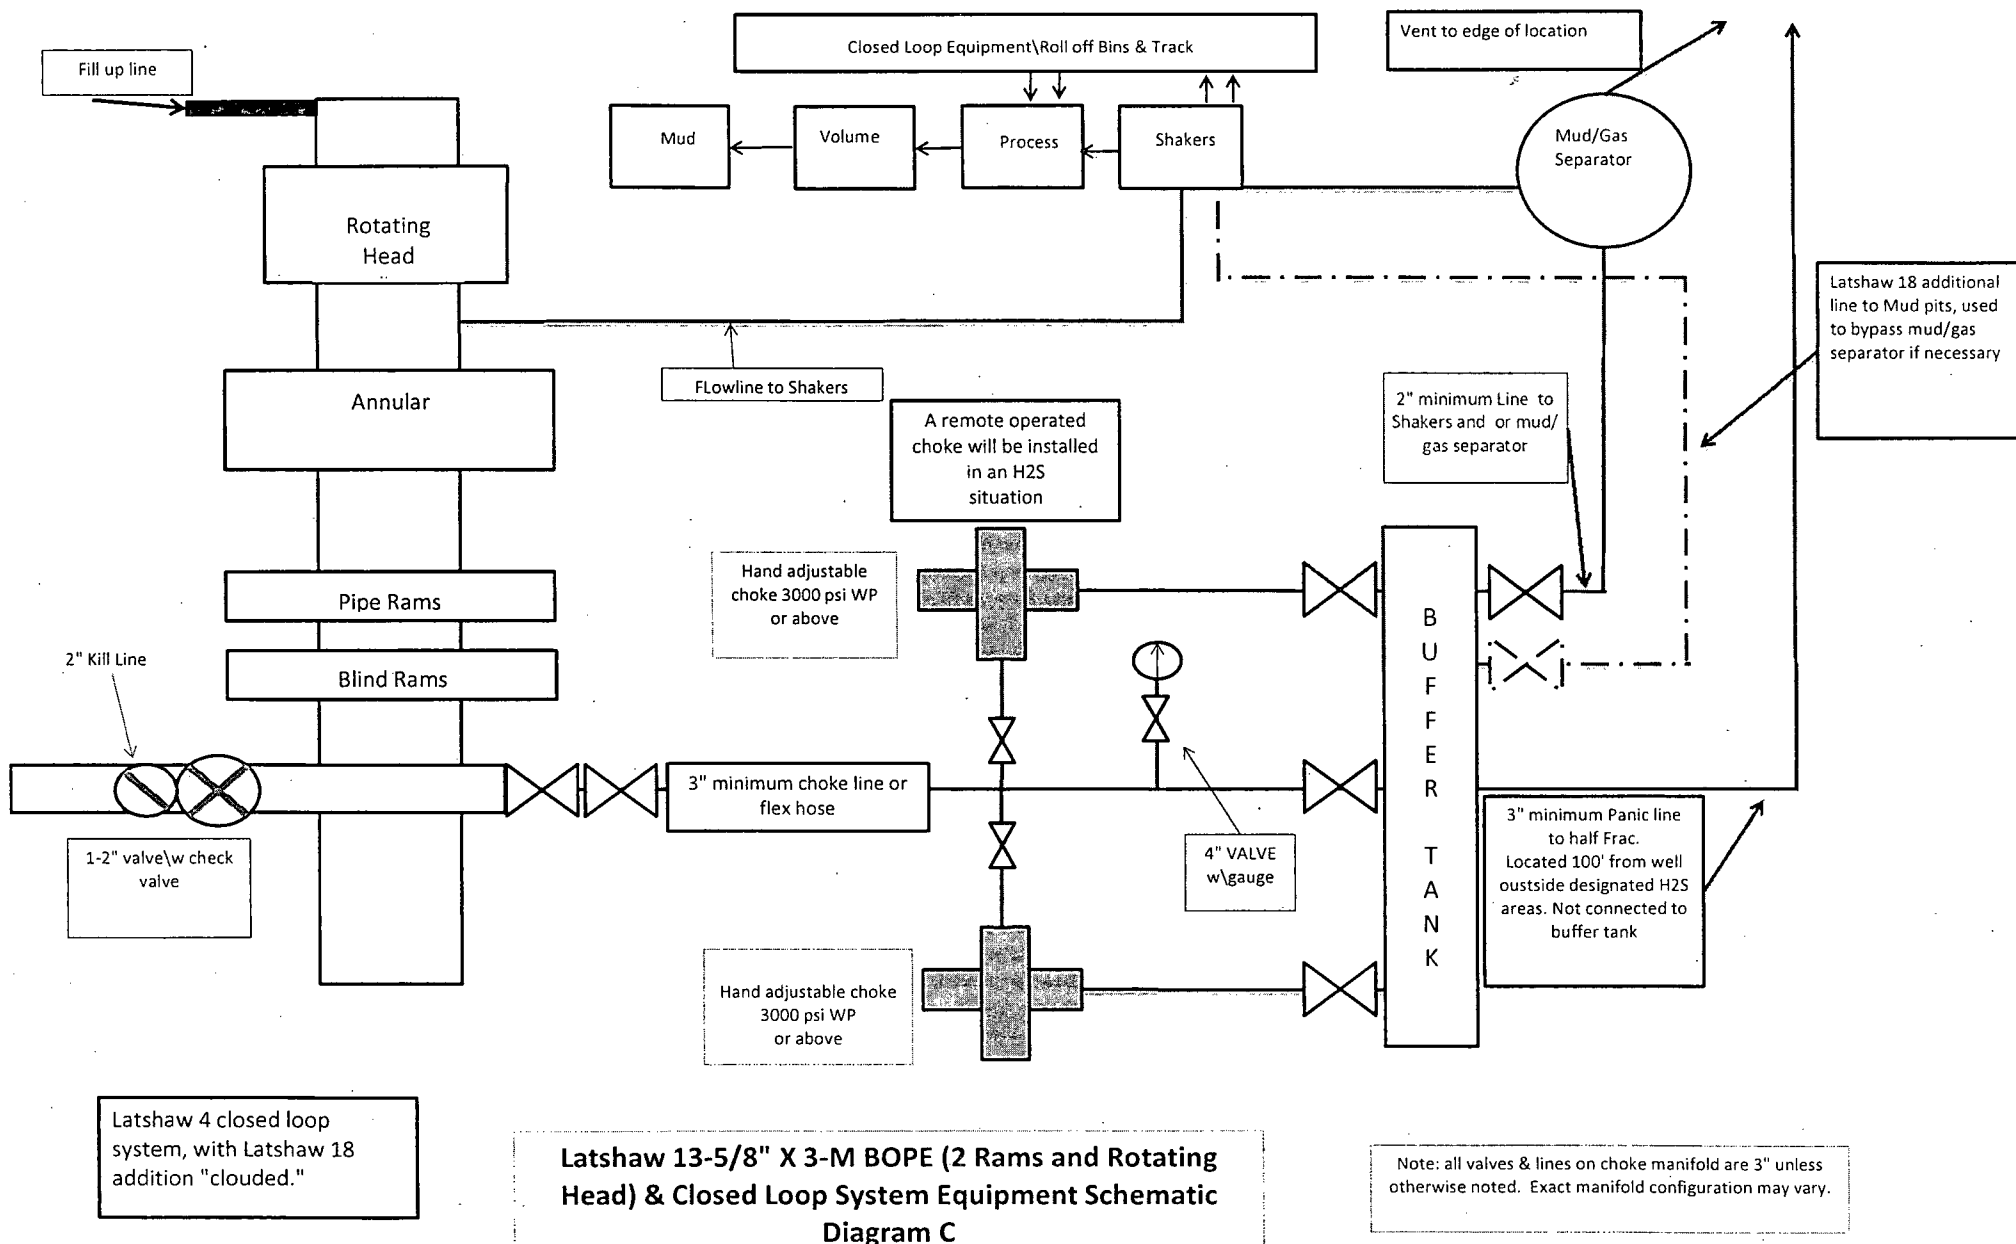 Closed Loop Equipment\Roll off Bins & Track
Vent to edge of location
Fill up line
Mud
Volume
Process
Shakers
Mud/Gas
Separator
Rotating
Head
Latshaw 18 additional
line to Mud pits, used
to bypass mud/gas
separator if necessary
FLowline to Shakers
Annular
2" minimum Line to
Shakers and or mud/
gas separator
A remote operated
choke will be installed
in an H2S
situation
Hand adjustable
choke 3000 psi WP
or above
Pipe Rams
Blind Rams
2" Kill Line
B
U
F
F
E
R
T
A
N
K
3" minimum choke line or
flex hose
1-2" valve\w check
valve
4" VALVE
w\gauge
3" minimum Panic line
to half Frac.
Located 100' from well
oustside designated H2S
areas. Not connected to
buffer tank
Hand adjustable choke
3000 psi WP
or above
Latshaw 4 closed loop
system, with Latshaw 18
addition "clouded."
Latshaw 13-5/8" X 3-M BOPE (2 Rams and Rotating
Head) & Closed Loop System Equipment Schematic
Diagram C
Note: all valves & lines on choke manifold are 3" unless
otherwise noted. Exact manifold configuration may vary.